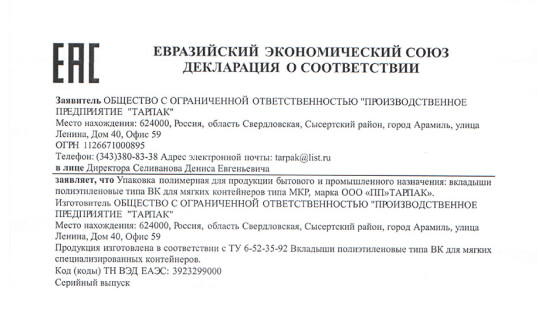 EAC
ЕВРАЗИЙСКИЙ ЭКОНОМИЧЕСКИЙ СОЮЗ
ДЕКЛАРАЦИЯ О СООТВЕТСТВИИ
Заявитель ОБЩЕСТВО С ОГРАНИЧЕННОЙ ОТВЕТСТВЕННОСТЬЮ "ПРОИЗВОДСТВЕННОЕ
ПРЕДПРИЯТИЕ "ТАРПАК"
Место нахождения: 624000, Россия, область Свердловская, Сысертский район, город Арамиль, улица
Ленина, Дом 40, Офис 59
ОГРН 1126671000895
Телефон: (343)380-83-38 Адрес электронной почты: tarpak@list.ru
в лице Директора Селиванова Дениса Евгеньевича
заявляет, что Упаковка полимерная для продукции бытового и промышленного назначения: вкладыши
полиэтиленовые типа ВК для мягких контейнеров типа МКР, марка ООО «ПП»ТАРПАК».
Изготовитель ОБЩЕСТВО С ОГРАНИЧЕННОЙ ОТВЕТСТВЕННОСТЬЮ "ПРОИЗВОДСТВЕННОЕ
ПРЕДПРИЯТИЕ "ТАРПАК"
Место нахождения: 624000, Россия, область Свердловская, Сысертский район, город Арамиль, улица
Ленина, Дом 40, Офис 59
Продукция изготовлена в соответствии с ТУ 6-52-35-92 Вкладыши полиэтиленовые типа ВК для мягких
специализированных контейнеров.
Код (коды) ТН ВЭД ЕАЭС: 3923299000
Серийный выпуск